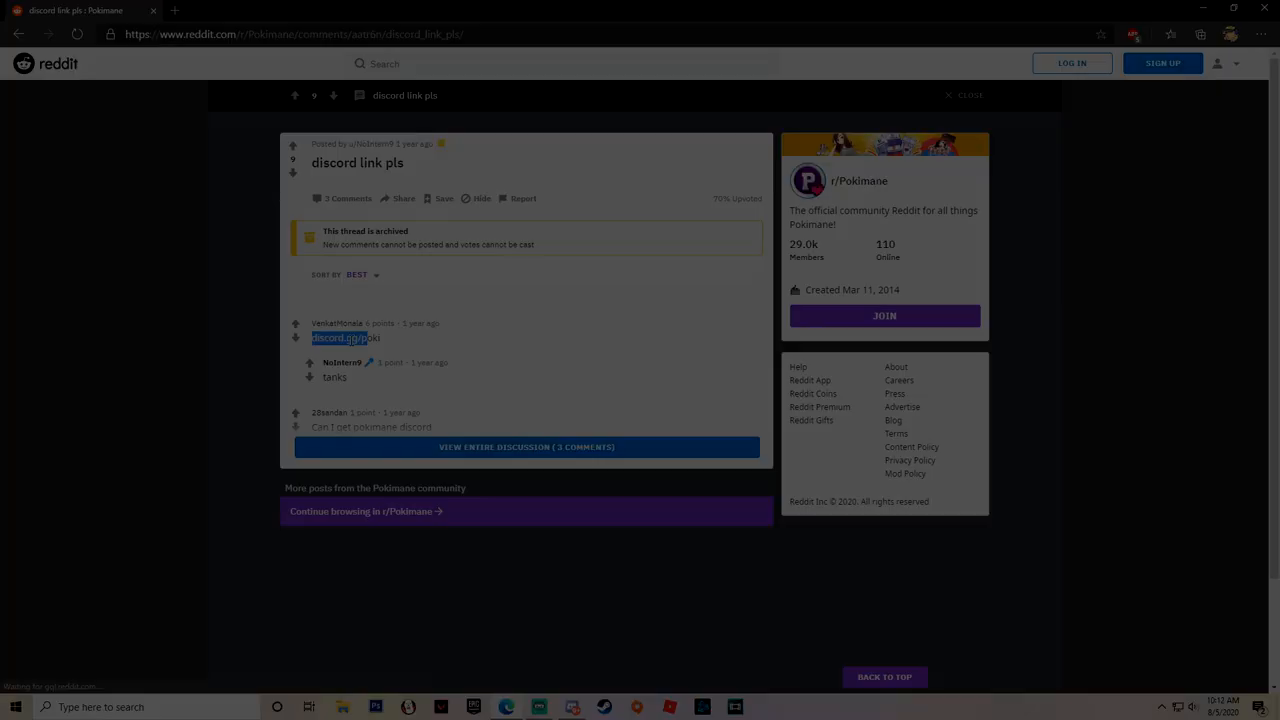 discord link pls : Pokimane
https://www.reddit.com/r/Pokimane/comments/aatr6n/discord_link_pls/
reddit
Search
LOG IN
SIGN UP
9
discord link pls
CLOSE
Posted by u/NoIntern9 1 year ago
9
discord link pls
3 Comments Share Save Hide Report
70% Upvoted
This thread is archived
New comments cannot be posted and votes cannot be cast
SORT BY BEST
VenkatMonala 6 points · 1 year ago
discord.gg/poki
NoIntern9 1 point · 1 year ago
tanks
28sandan 1 point · 1 year ago
Can I get pokimane discord
VIEW ENTIRE DISCUSSION ( 3 COMMENTS)
More posts from the Pokimane community
Continue browsing in r/Pokimane →
r/Pokimane
The official community Reddit for all things
Pokimane!
29.0k 110
Members Online
Created Mar 11, 2014
JOIN
Help About
Reddit App Careers
Reddit Coins Press
Reddit Premium Advertise
Reddit Gifts Blog
Terms
Content Policy
Privacy Policy
Mod Policy
Reddit Inc © 2020. All rights reserved
BACK TO TOP
Waiting for gql.reddit.com...
Type here to search
10:12 AM
8/5/2020
2